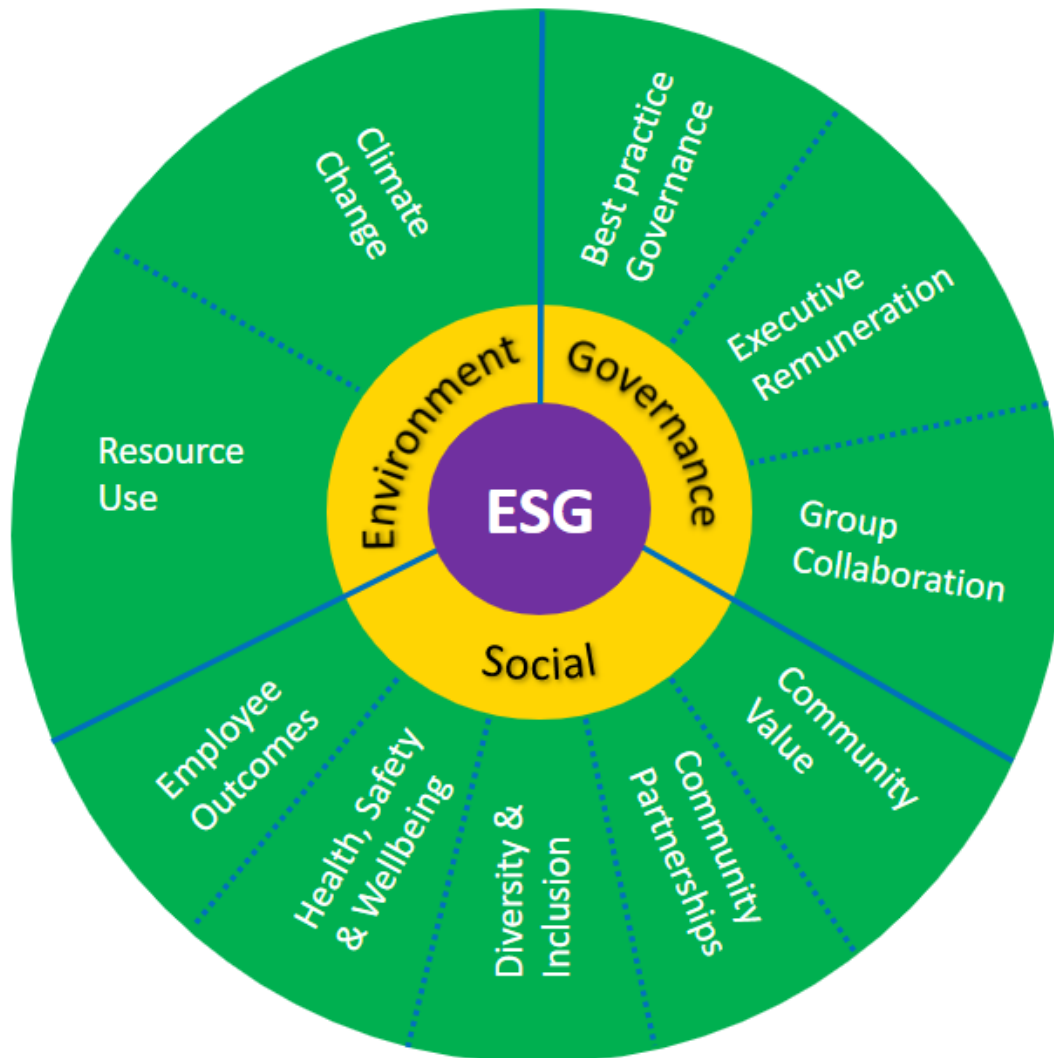 ESG
Environment
Governance
Social
Climate
Change
Best practice
Governance
Executive
Remuneration
Group
Collaboration
Community
Value
Community
Partnerships
Diversity &
Inclusion
Health, Safety
& Wellbeing
Employee
Outcomes
Resource
Use